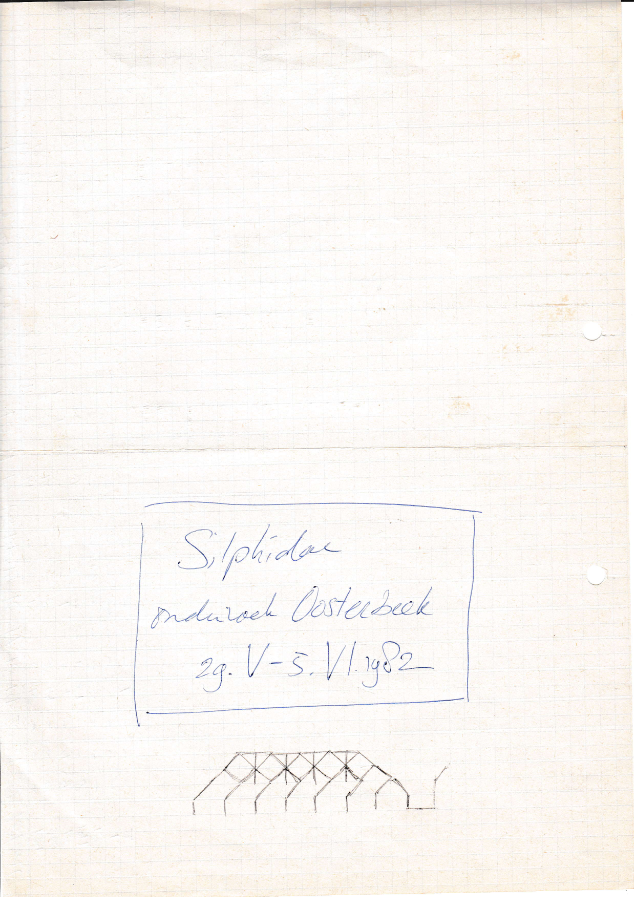 Silphidae
onderzoek Oosterbeek
29. V - 5. VI. 1982